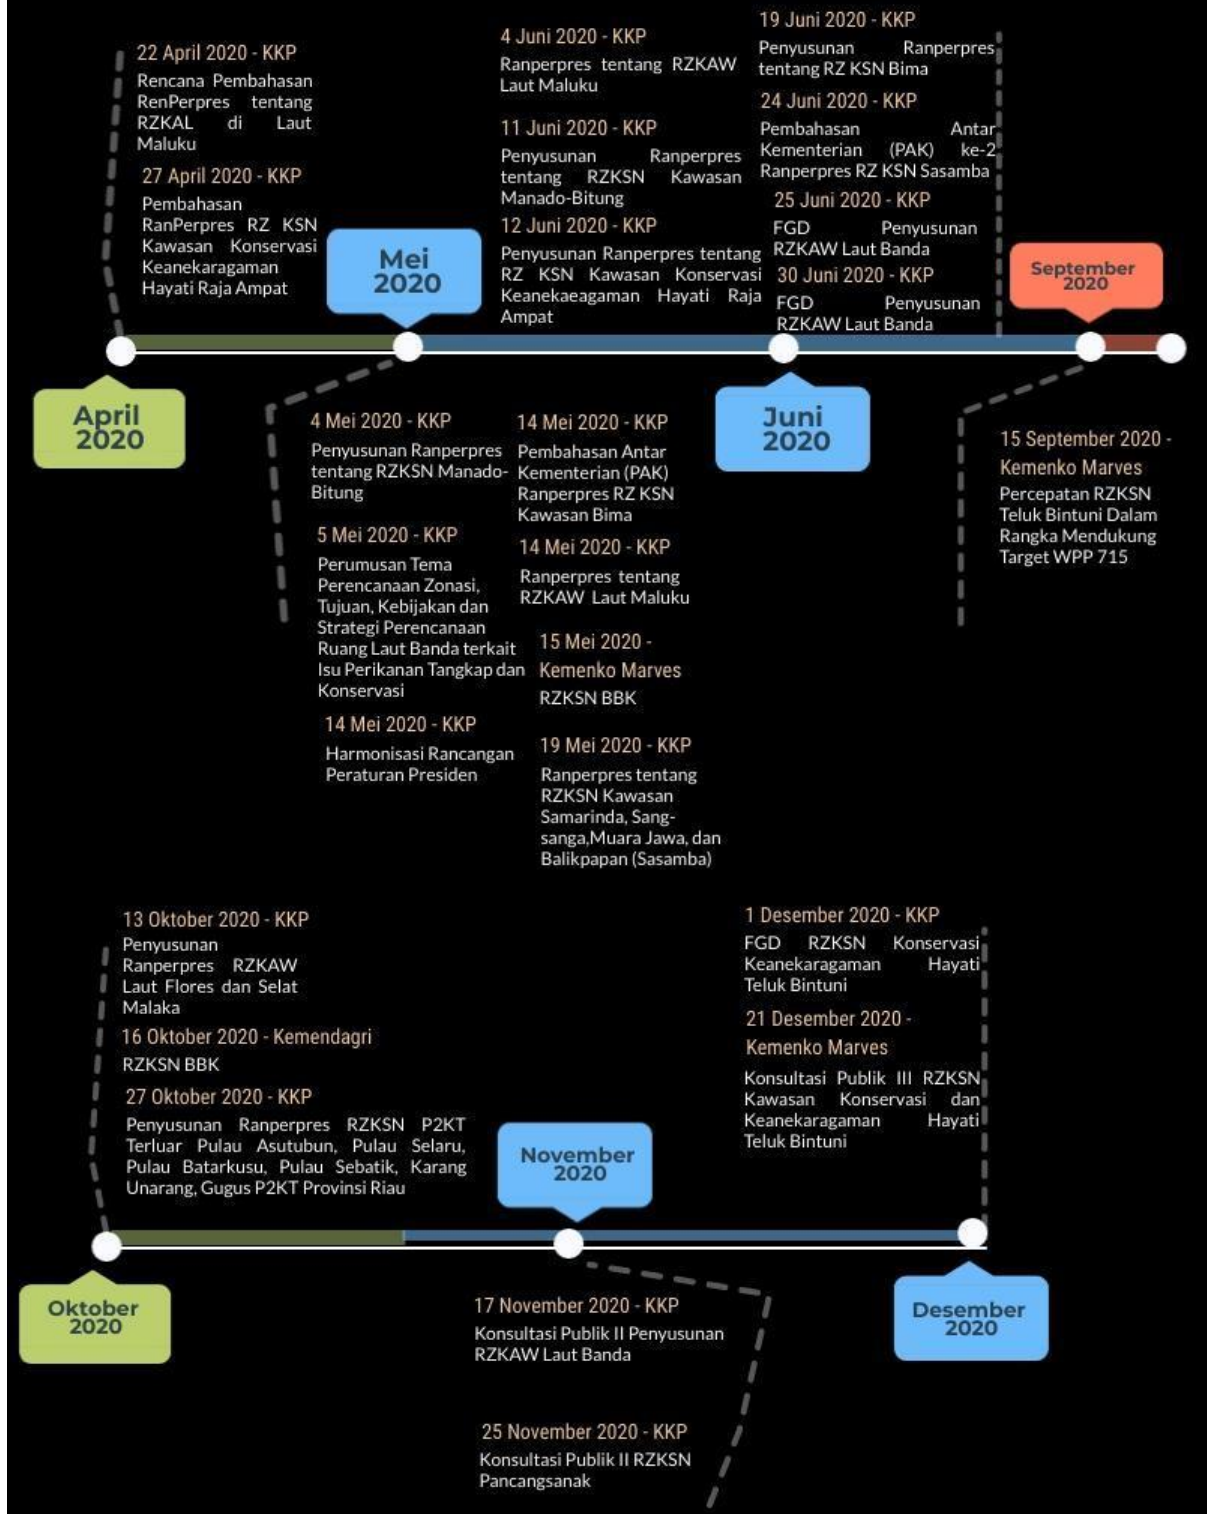 22 April 2020 - KKP
Rencana Pembahasan
RenPerpres tentang
RZKAL di Laut
Maluku
27 April 2020 - KKP
Pembahasan
RanPerpres RZ KSN
Kawasan Konservasi
Keanekaragaman
Hayati Raja Ampat
April
2020
Mei
2020
4 Mei 2020 - KKP
Penyusunan Ranperpres
tentang RZKSN Manado-
Bitung
5 Mei 2020 - KKP
Perumusan Tema
Perencanaan Zonasi,
Tujuan, Kebijakan dan
Strategi Perencanaan
Ruang Laut Banda terkait
Isu Perikanan Tangkap dan
Konservasi
14 Mei 2020 - KKP
Harmonisasi Rancangan
Peraturan Presiden
14 Mei 2020 - KKP
Pembahasan Antar
Kementerian (PAK)
Ranperpres RZ KSN
Kawasan Bima
14 Mei 2020 - KKP
Ranperpres tentang
RZKAW Laut Maluku
15 Mei 2020 -
Kemenko Marves
RZKSN BBK
19 Mei 2020 - KKP
Ranperpres tentang
RZKSN Kawasan
Samarinda, Sang-
sanga,Muara Jawa, dan
Balikpapan (Sasamba)
4 Juni 2020 - KKP
Ranperpres tentang RZKAW
Laut Maluku
11 Juni 2020 - KKP
Penyusunan Ranperpres
tentang RZKSN Kawasan
Manado-Bitung
12 Juni 2020 - KKP
Penyusunan Ranperpres tentang
RZ KSN Kawasan Konservasi
Keanekaeagaman Hayati Raja
Ampat
19 Juni 2020 - KKP
Penyusunan Ranperpres
tentang RZ KSN Bima
24 Juni 2020 - KKP
Pembahasan Antar
Kementerian (PAK) ke-2
Ranperpres RZ KSN Sasamba
25 Juni 2020 - KKP
FGD Penyusunan
RZKAW Laut Banda
30 Juni 2020 - KKP
FGD Penyusunan
RZKAW Laut Banda
Juni
2020
September
2020
15 September 2020 -
Kemenko Marves
Percepatan RZKSN
Teluk Bintuni Dalam
Rangka Mendukung
Target WPP 715
13 Oktober 2020 - KKP
Penyusunan
Ranperpres RZKAW
Laut Flores dan Selat
Malaka
16 Oktober 2020 - Kemendagri
RZKSN BBK
27 Oktober 2020 - KKP
Penyusunan Ranperpres RZKSN P2KT
Terluar Pulau Asutubun, Pulau Selaru,
Pulau Batarkusu, Pulau Sebatik, Karang
Unarang, Gugus P2KT Provinsi Riau
Oktober
2020
November
2020
17 November 2020 - KKP
Konsultasi Publik II Penyusunan
RZKAW Laut Banda
25 November 2020 - KKP
Konsultasi Publik II RZKSN
Pancangsanak
1 Desember 2020 - KKP
FGD RZKSN Konservasi
Keanekaragaman Hayati
Teluk Bintuni
21 Desember 2020 -
Kemenko Marves
Konsultasi Publik III RZKSN
Kawasan Konservasi dan
Keanekaragaman Hayati
Teluk Bintuni
Desember
2020